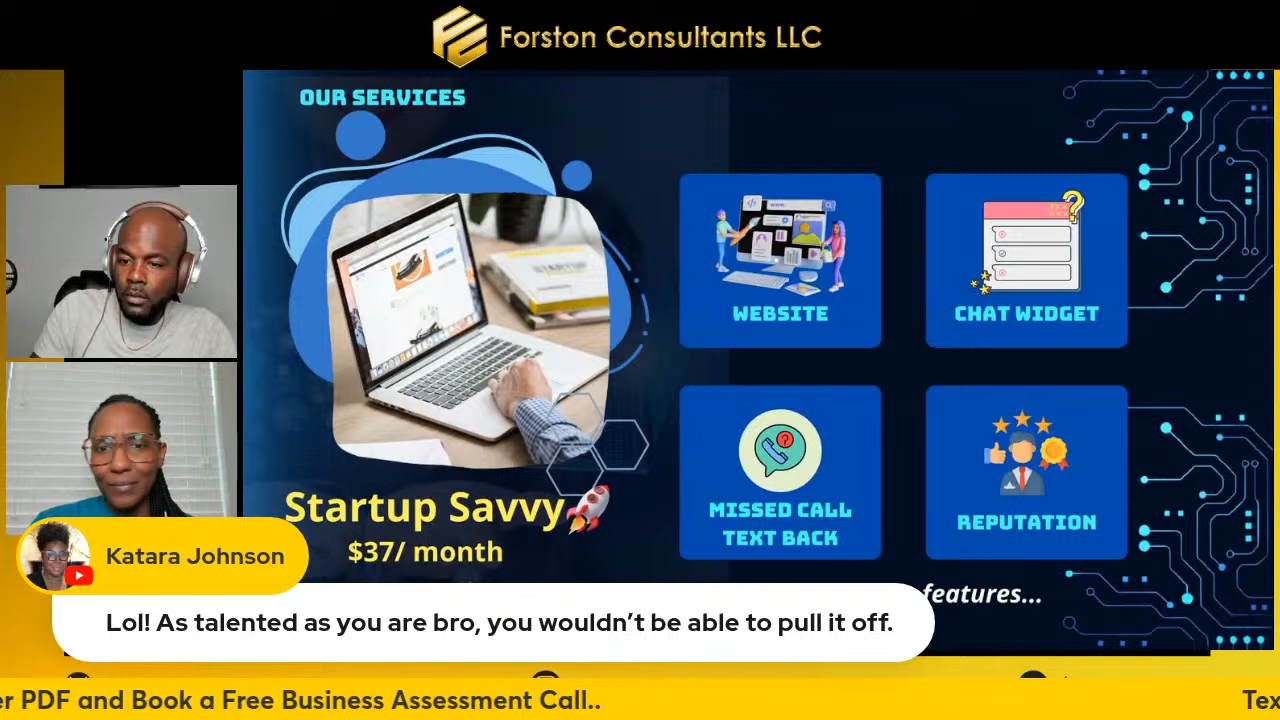 Forston Consultants LLC
OUR SERVICES
WEBSITE
CHAT WIDGET
MISSED CALL
TEXT BACK
REPUTATION
Startup Savvy
$37/ month
features...
Katara Johnson
Lol! As talented as you are bro, you wouldn’t be able to pull it off.
er PDF and Book a Free Business Assessment Call..
Tex